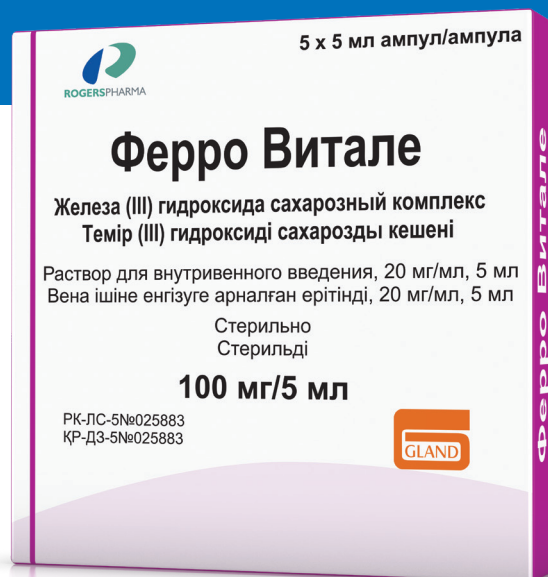 5 x 5 мл ампул/ампула
ROGERSPHARMA
Ферро Витале
Железа (III) гидроксида сахарозный комплекс
Темір (III) гидроксиді сахарозды кешені
Раствор для внутривенного введения, 20 мг/мл, 5 мл
Вена ішіне енгізуге арналған ерітінді, 20 мг/мл, 5 мл
Стерильно
Стерильді
100 мг/5 мл
РК-ЛС-5№025883
ҚР-ДЗ-5№025883
GLAND
Ферро Витале